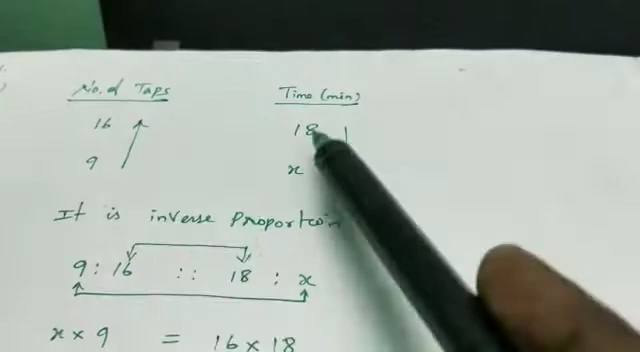 No. of Taps Time (min)
16 18
9 x
It is inverse Proportion
9 : 16 :: 18 : x
x × 9 = 16 × 18